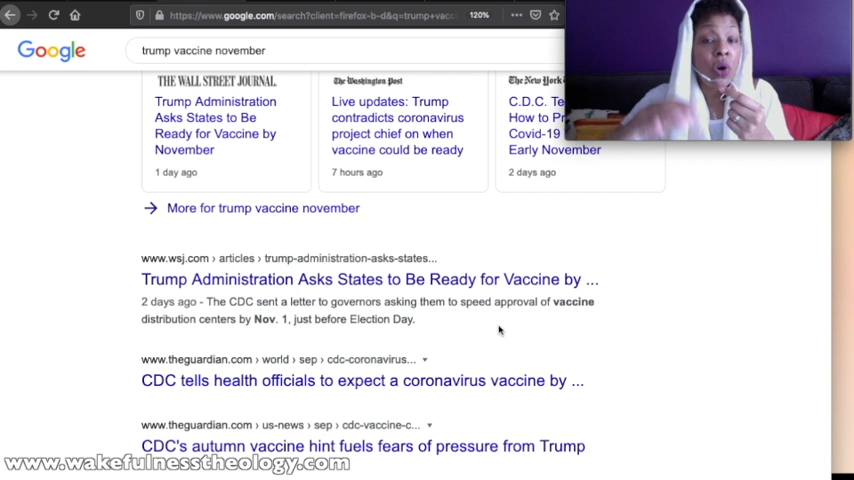 https://www.google.com/search?client=firefox-b-d&q=trump+vacc
120%
Google
trump vaccine november
THE WALL STREET JOURNAL.
The Washington Post
The New York
Trump Administration
Asks States to Be
Ready for Vaccine by
November
1 day ago
Live updates: Trump
contradicts coronavirus
project chief on when
vaccine could be ready
7 hours ago
C.D.C. Te
How to Pr
Covid-19
Early November
2 days ago
More for trump vaccine november
www.wsj.com › articles › trump-administration-asks-states...
Trump Administration Asks States to Be Ready for Vaccine by ...
2 days ago - The CDC sent a letter to governors asking them to speed approval of vaccine
distribution centers by Nov. 1, just before Election Day.
www.theguardian.com › world › sep › cdc-coronavirus...
CDC tells health officials to expect a coronavirus vaccine by ...
www.theguardian.com › us-news › sep › cdc-vaccine-c...
CDC's autumn vaccine hint fuels fears of pressure from Trump
www.wakefulnesstheology.com